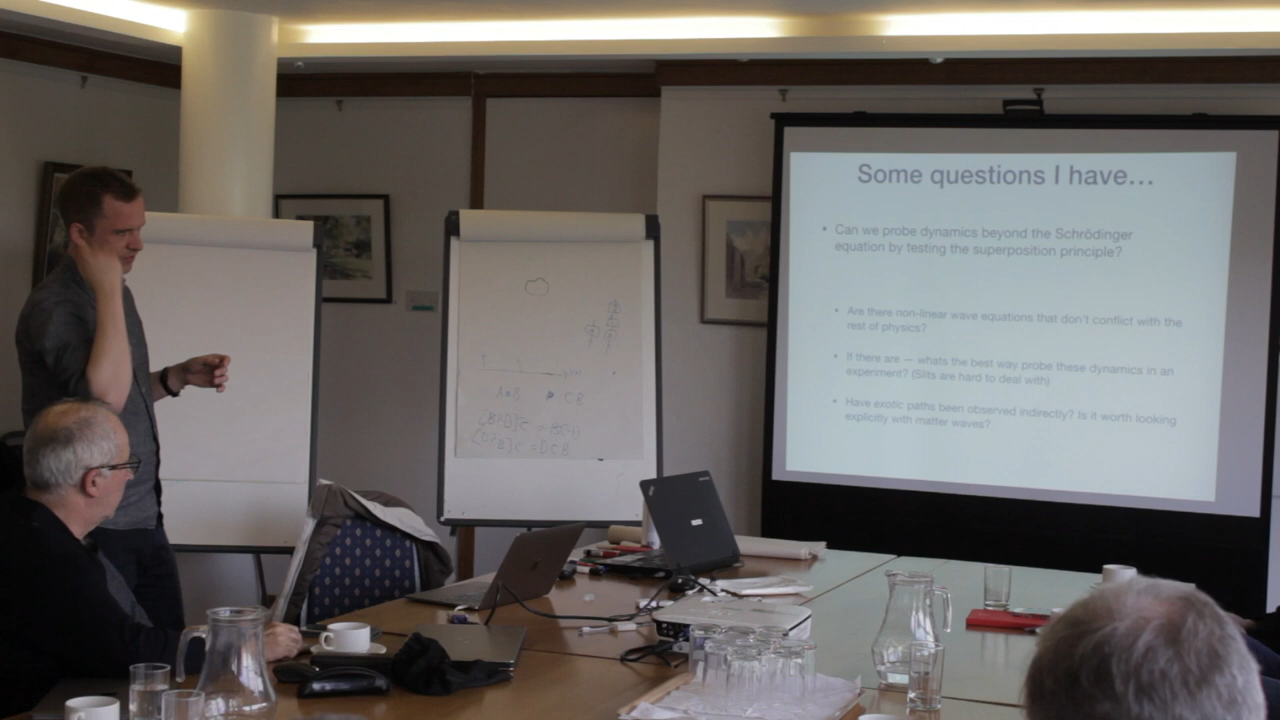 Some questions I have...
• Can we probe dynamics beyond the Schrödinger
equation by testing the superposition principle?
• Are there non-linear wave equations that don't conflict with the
rest of physics?
• If there are — whats the best way probe these dynamics in an
experiment? (Slits are hard to deal with)
• Have exotic paths been observed indirectly? Is it worth looking
explicitly with matter waves?